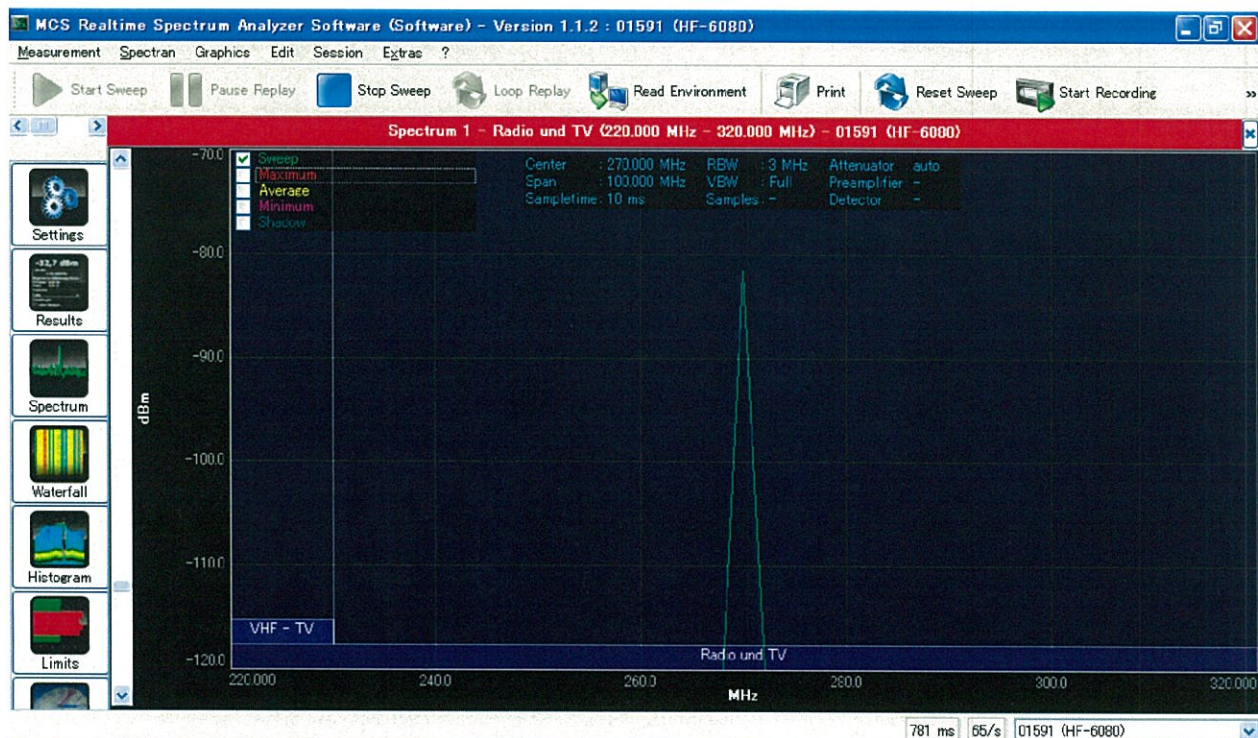 MCS Realtime Spectrum Analyzer Software (Software) - Version 1.1.2 : 01591 (HF-6080)
Measurement Spectran Graphics Edit Session Extras ?
Start Sweep Pause Replay Stop Sweep Loop Replay Read Environment Print Reset Sweep Start Recording »
Spectrum 1 - Radio und TV (220.000 MHz - 320.000 MHz) - 01591 (HF-6080)
Settings
-32,7 dBm
Results
Spectrum
Waterfall
Histogram
Limits
Sweep
Maximum
Average
Minimum
Shadow
Center : 270.000 MHz RBW : 3 MHz Attenuator auto
Span : 100.000 MHz VBW : Full Preamplifier -
Sampletime : 10 ms Samples : - Detector -
-70.0
-80.0
-90.0
-100.0
-110.0
-120.0
dBm
VHF - TV
Radio und TV
220.000 240.0 260.0 280.0 300.0 320.000
MHz
781 ms 65/s 01591 (HF-6080)